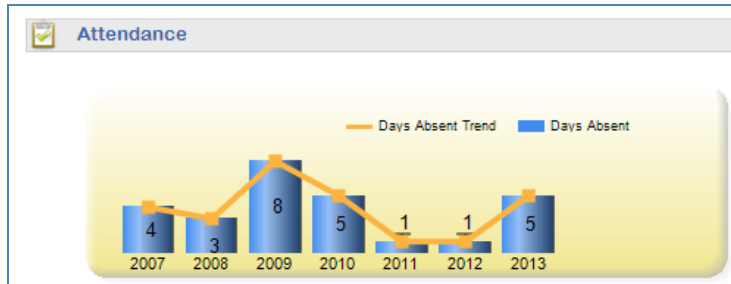 Attendance
Days Absent Trend Days Absent
8
4 3 5 1 1 5
2007 2008 2009 2010 2011 2012 2013